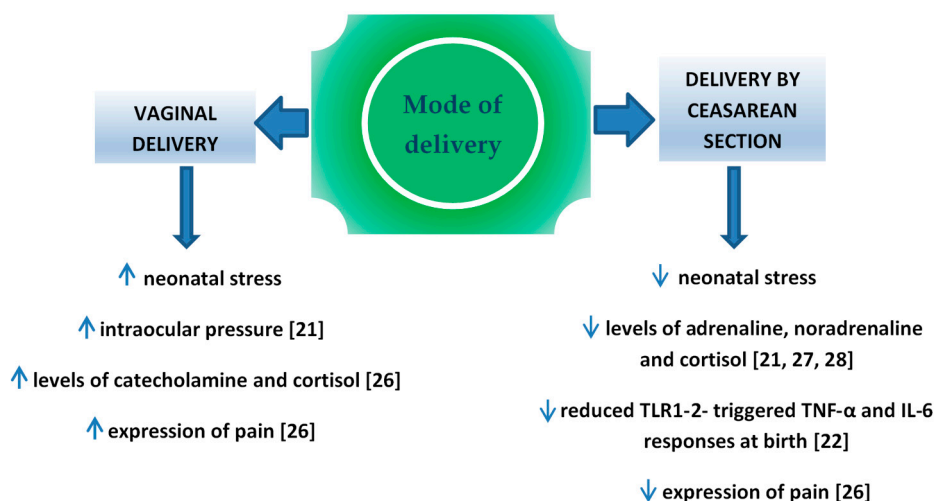 Mode of
delivery
VAGINAL
DELIVERY
↑ neonatal stress
↑ intraocular pressure [21]
↑ levels of catecholamine and cortisol [26]
↑ expression of pain [26]
DELIVERY BY
CEASAREAN
SECTION
↓ neonatal stress
↓ levels of adrenaline, noradrenaline
and cortisol [21, 27, 28]
↓ reduced TLR1-2- triggered TNF-α and IL-6
responses at birth [22]
↓ expression of pain [26]